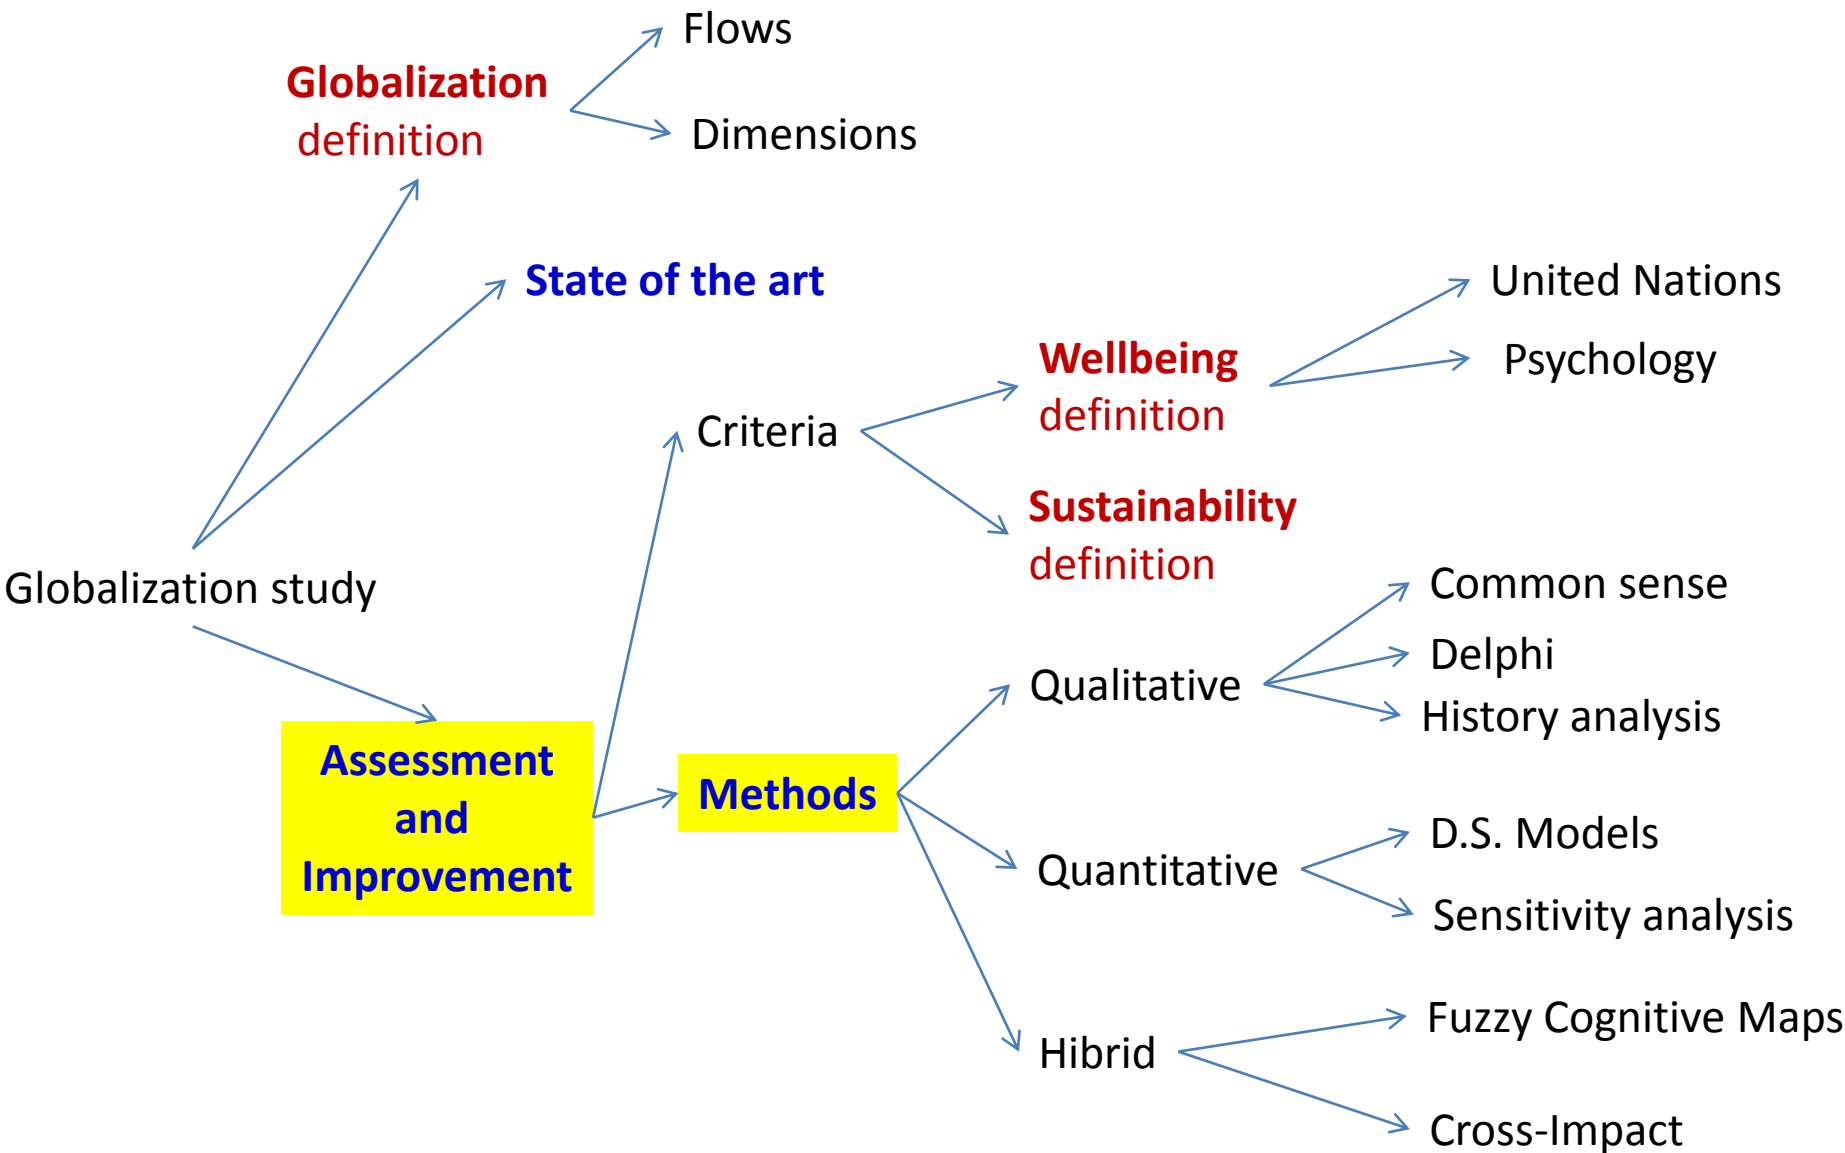 Flows
Globalization
definition
Dimensions
State of the art
United Nations
Wellbeing
definition
Psychology
Criteria
Sustainability
definition
Globalization study
Common sense
Delphi
Qualitative
History analysis
Assessment
and
Improvement
Methods
D.S. Models
Quantitative
Sensitivity analysis
Fuzzy Cognitive Maps
Hibrid
Cross-Impact